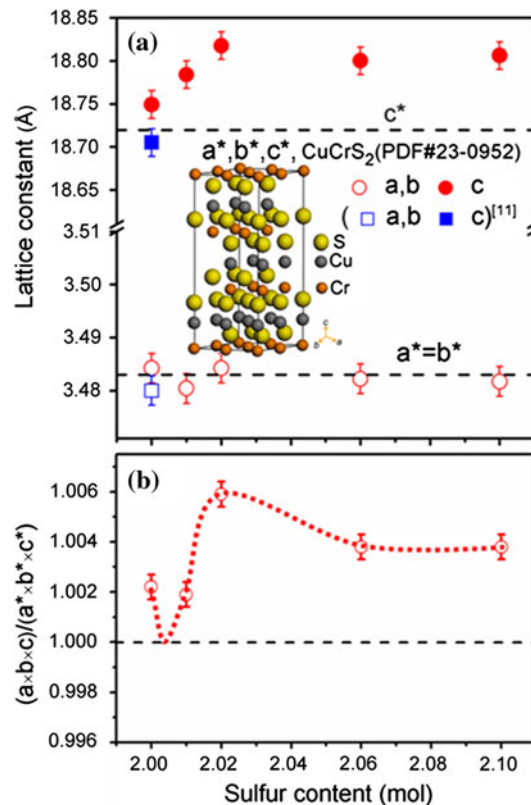 (a)
18.85
18.80
18.75
18.70
18.65
18.60
3.51
3.50
3.49
3.48
Lattice constant (Å)
c*
a*,b*,c*, CuCrS2(PDF#23-0952)
a,b c
( a,b c)[11]
S
Cu
Cr
c
b a
a*=b*
(b)
1.006
1.004
1.002
1.000
0.998
0.996
(a×b×c)/(a*×b*×c*)
2.00 2.02 2.04 2.06 2.08 2.10
Sulfur content (mol)